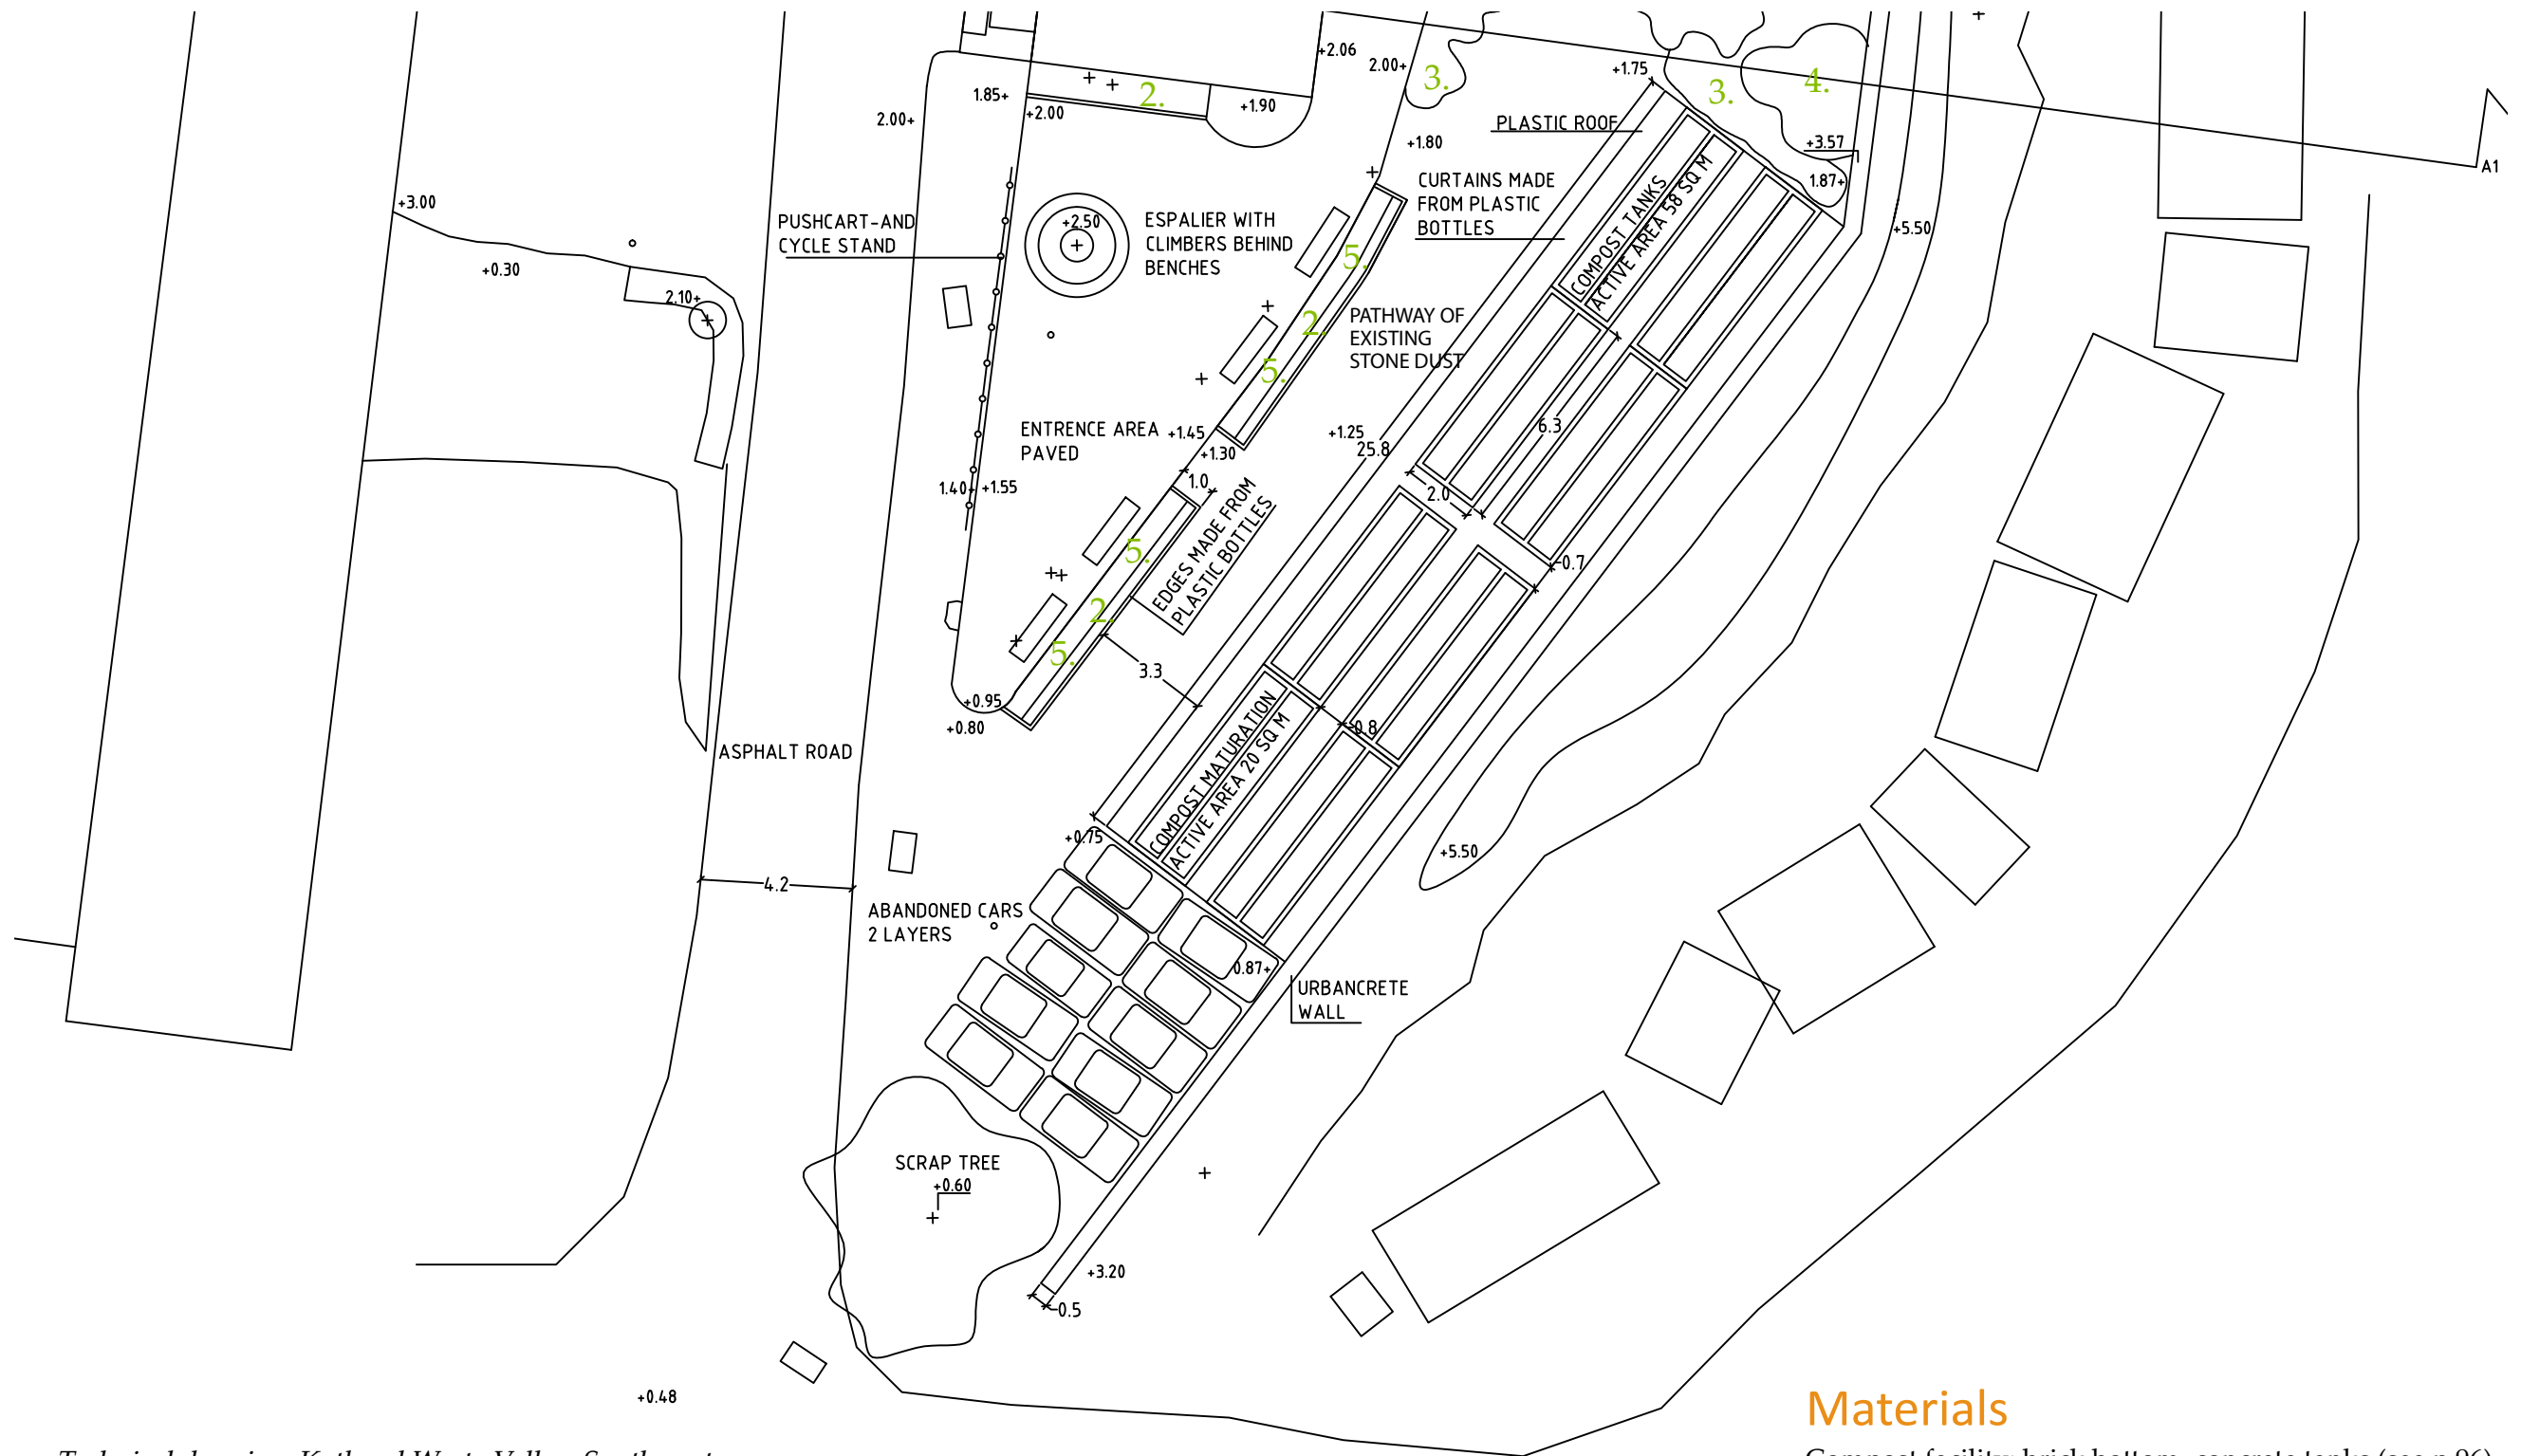 +2.06
2.00+
3.
+1.75
3.
4.
1.85+
2.
+1.90
+2.00
2.00+
PLASTIC ROOF
+1.80
+3.57
A1
1.87+
+3.00
PUSHCART-AND
CYCLE STAND
+2.50
ESPALIER WITH
CLIMBERS BEHIND
BENCHES
CURTAINS MADE
FROM PLASTIC
BOTTLES
COMPOST TANKS
ACTIVE AREA 58 SQ M
+5.50
+0.30
2.10+
5.
2.
5.
PATHWAY OF
EXISTING
STONE DUST
ENTRENCE AREA
PAVED
+1.45
+1.30
+1.25
25.8
6.3
1.40+
+1.55
1.0
2.0
EDGES MADE FROM
PLASTIC BOTTLES
5.
2.
5.
0.7
3.3
+0.95
+0.80
0.8
ASPHALT ROAD
COMPOST MATURATION
ACTIVE AREA 20 SQ M
+0.75
+5.50
4.2
ABANDONED CARS
2 LAYERS
0.87+
URBANCRETE
WALL
SCRAP TREE
+0.60
+3.20
0.5
+0.48
Materials